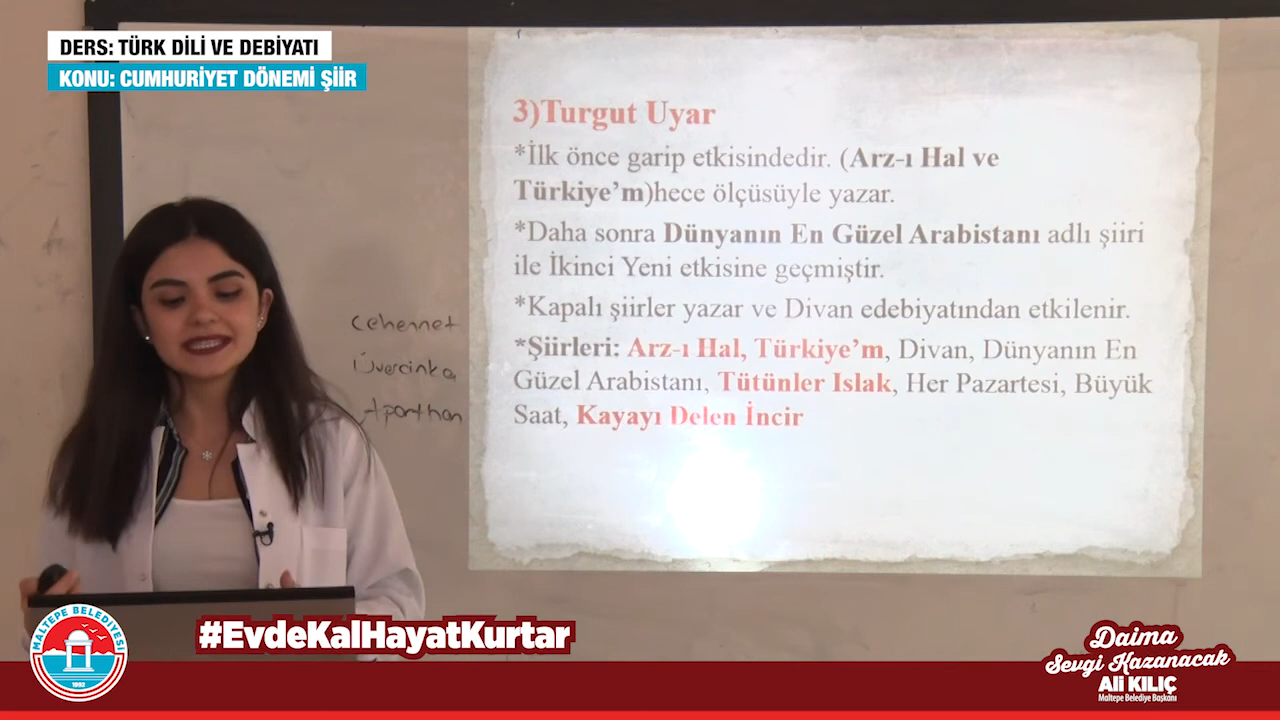 DERS: TÜRK DİLİ VE DEBİYATI
KONU: CUMHURİYET DÖNEMİ ŞİİR
3)Turgut Uyar
*İlk önce garip etkisindedir. (Arz-ı Hal ve
Türkiye’m)hece ölçüsüyle yazar.
*Daha sonra Dünyanın En Güzel Arabistanı adlı şiiri
ile İkinci Yeni etkisine geçmiştir.
*Kapalı şiirler yazar ve Divan edebiyatından etkilenir.
*Şiirleri: Arz-ı Hal, Türkiye’m, Divan, Dünyanın En
Güzel Arabistanı, Tütünler Islak, Her Pazartesi, Büyük
Saat, Kayayı Delen İncir
Cehennet
Üvercinka
Aparthan
MALTEPE BELEDİYESİ
1992
#EvdeKalHayatKurtar
Daima
Sevgi Kazanacak
Ali KILIÇ
Maltepe Belediye Başkanı